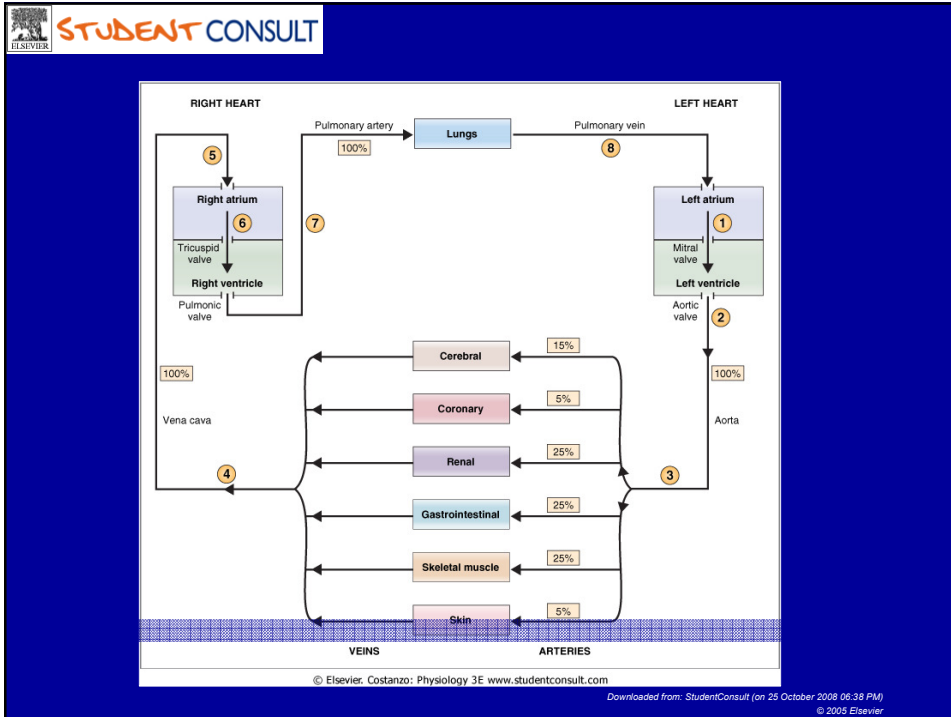 ELSEVIER
STUDENT CONSULT
RIGHT HEART
LEFT HEART
Pulmonary artery
100%
Lungs
Pulmonary vein
8
5
Right atrium
6
7
Tricuspid
valve
Right ventricle
Pulmonic
valve
Left atrium
1
Mitral
valve
Left ventricle
Aortic
valve
2
100%
Vena cava
4
Cerebral
15%
Coronary
5%
Renal
25%
Gastrointestinal
25%
Skeletal muscle
25%
Skin
5%
3
100%
Aorta
VEINS
ARTERIES
© Elsevier. Costanzo: Physiology 3E www.studentconsult.com
Downloaded from: StudentConsult (on 25 October 2008 06:38 PM)
© 2005 Elsevier